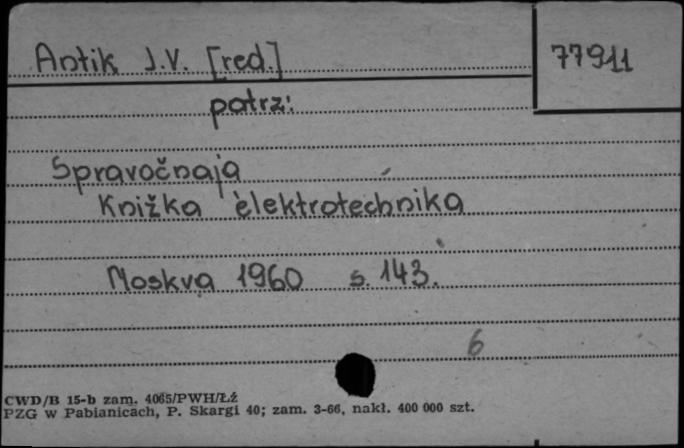 Antik J.V. [red.]
77911
patrz:
Spravočnaja
Knižka èlektrotechnika
Moskva 1960 s. 143.
6
CWD/B 15-b zam. 4065/PWH/Łź
PZG w Pabianicach, P. Skargi 40; zam. 3-66, nakł. 400 000 szt.